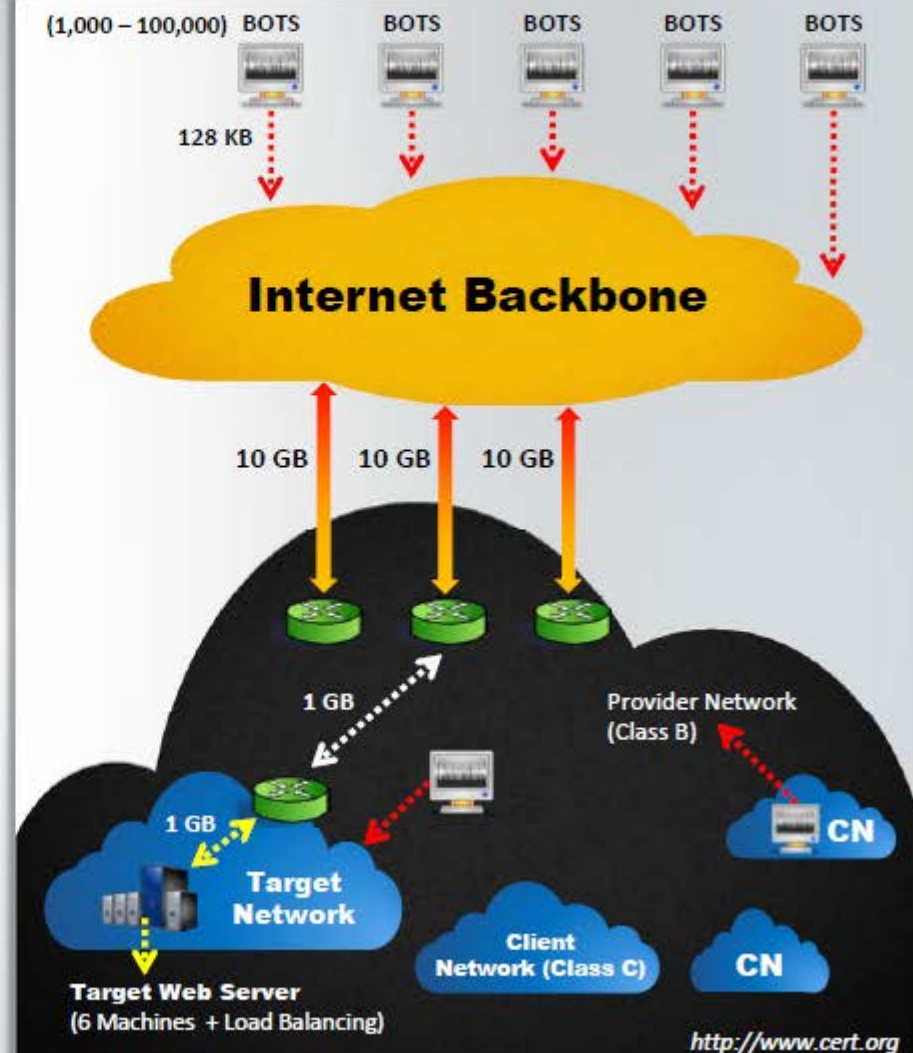 (1,000 – 100,000) BOTS BOTS BOTS BOTS BOTS
128 KB
Internet Backbone
10 GB 10 GB 10 GB
1 GB
Provider Network
(Class B)
1 GB
CN
Target
Network
Client
Network (Class C)
CN
Target Web Server
(6 Machines + Load Balancing)
http://www.cert.org